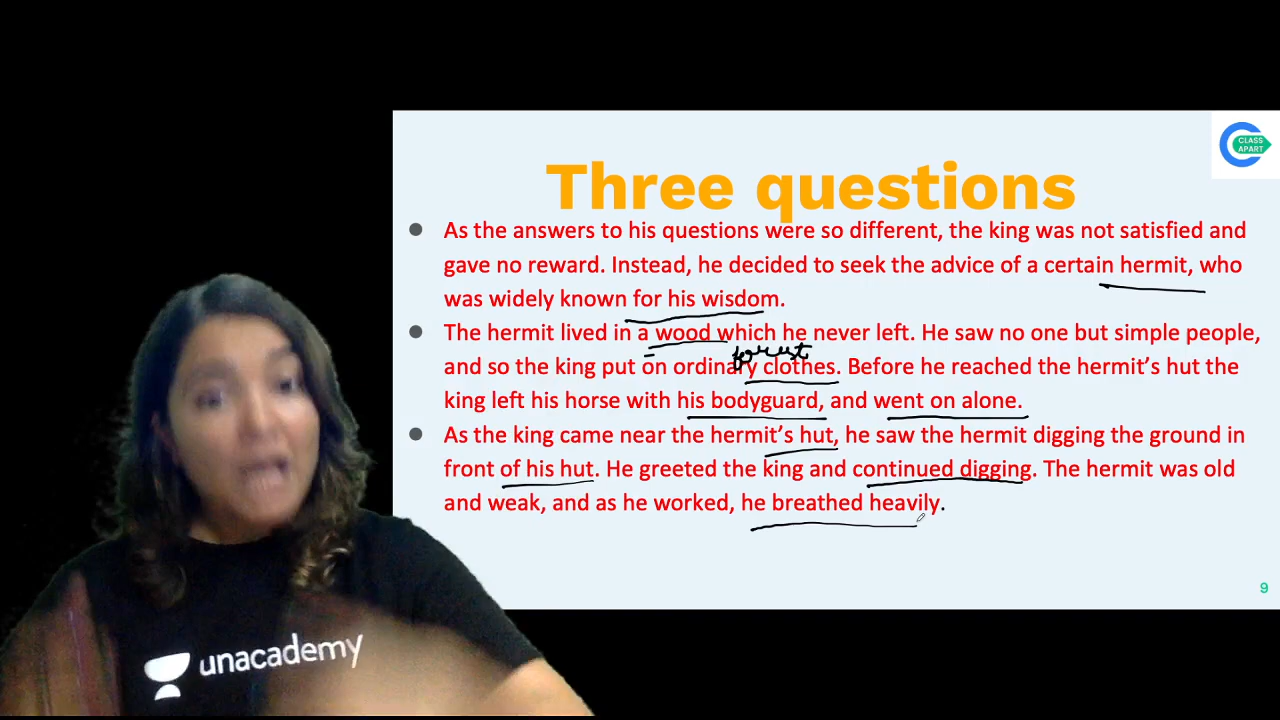 CLASS
APART
Three questions
As the answers to his questions were so different, the king was not satisfied and
gave no reward. Instead, he decided to seek the advice of a certain hermit, who
was widely known for his wisdom.
The hermit lived in a wood which he never left. He saw no one but simple people,
forest
and so the king put on ordinary clothes. Before he reached the hermit’s hut the
king left his horse with his bodyguard, and went on alone.
As the king came near the hermit’s hut, he saw the hermit digging the ground in
front of his hut. He greeted the king and continued digging. The hermit was old
and weak, and as he worked, he breathed heavily.
9
unacademy